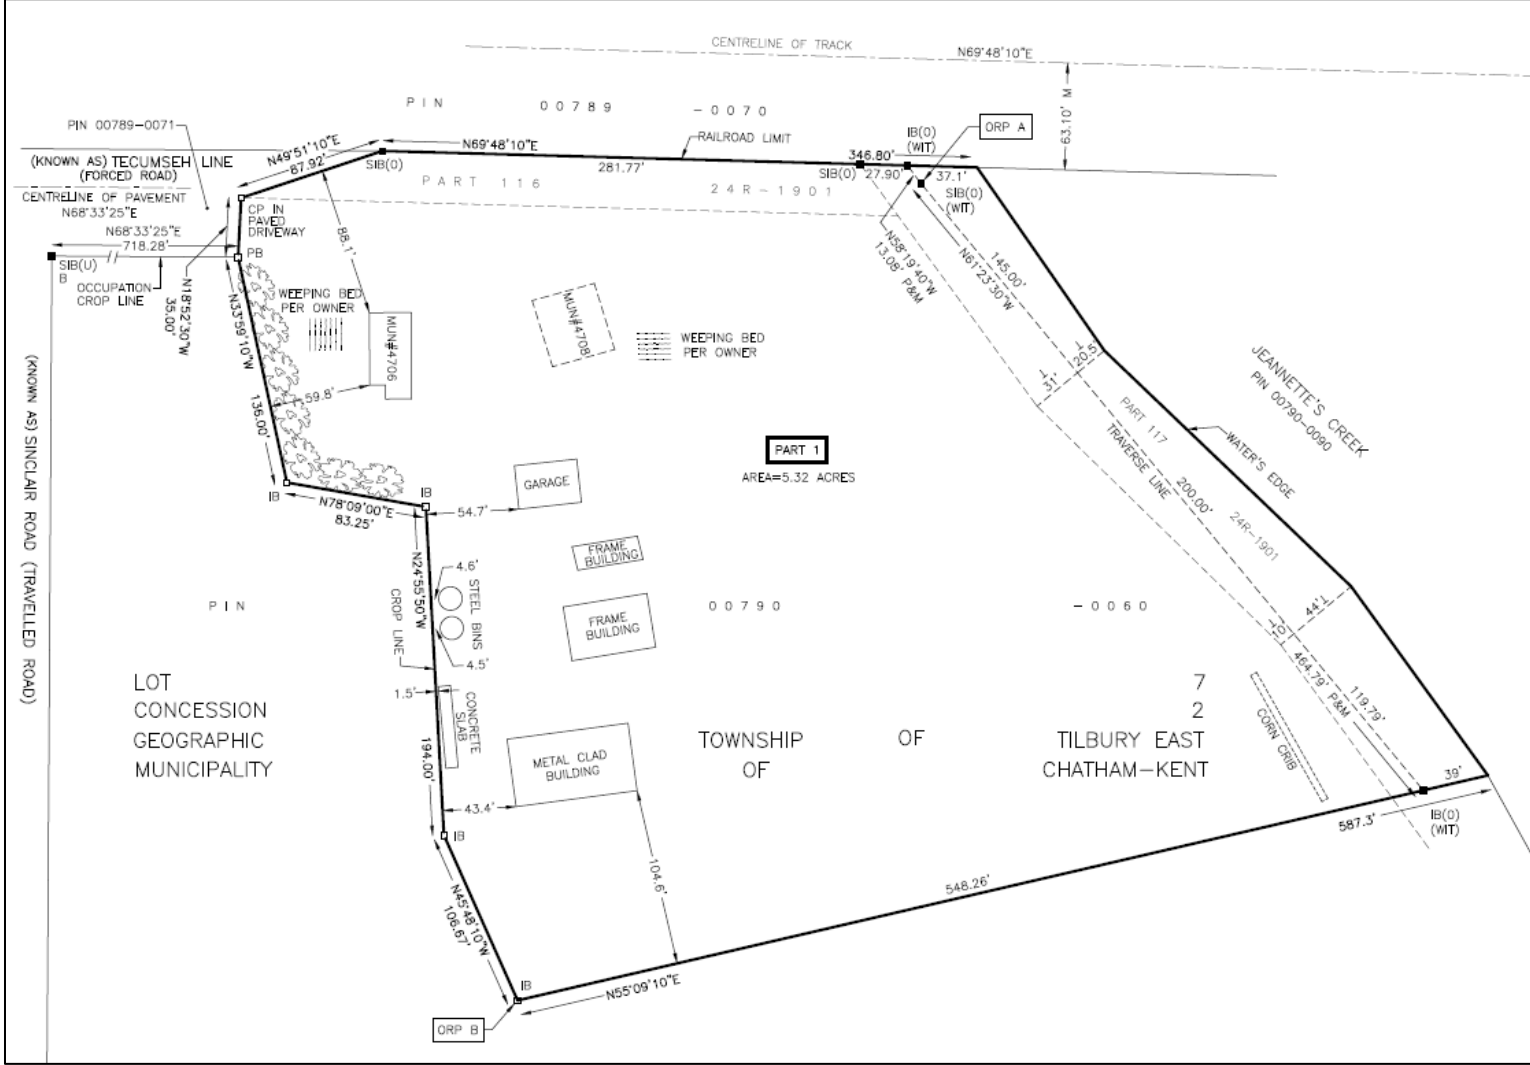 CENTRELINE OF TRACK
N69°48'10"E
63.10' M
PIN 00789 -0070
PIN 00789-0071
(KNOWN AS) TECUMSEH LINE
(FORCED ROAD)
CENTRELINE OF PAVEMENT
N68°33'25"E
N68°33'25"E
718.28'
SIB(U)
B
OCCUPATION
CROP LINE
N49°51'10"E
87.92'
SIB(O)
N69°48'10"E
281.77'
RAILROAD LIMIT
346.80'
IB(O)
(WIT)
ORP A
SIB(O)
27.90'
37.1'
SIB(O)
(WIT)
PART 116
24R-1901
CP IN
PAVED
DRIVEWAY
PB
N18°52'30"W
35.00'
N33°59'10"W
136.00'
88.1'
WEEPING BED
PER OWNER
MUN#4706
59.8'
MUN#4708
WEEPING BED
PER OWNER
N58°19'40"W
13.08' P&M
N61°23'30"W
145.00'
20.5'
31'
PART 117
TRAVERSE LINE
200.00'
24R-1901
WATER'S EDGE
JEANNETTE'S CREEK
PIN 00790-0090
PART 1
AREA=5.32 ACRES
IB
N78°09'00"E
83.25'
IB
54.7'
GARAGE
FRAME
BUILDING
FRAME
BUILDING
N24°55'50"W
CROP LINE
4.6'
STEEL BINS
4.5'
1.5'
CONCRETE
SLAB
194.00'
43.4'
METAL CLAD
BUILDING
104.6'
IB
N45°48'10"W
106.67'
IB
ORP B
N55°09'10"E
548.26'
587.3'
39'
IB(O)
(WIT)
44'
10'
464.79' P&M
119.79'
CORN CRIB
PIN 00790 -0060
(KNOWN AS) SINCLAIR ROAD (TRAVELLED ROAD)
LOT 7
CONCESSION 2
GEOGRAPHIC TOWNSHIP OF TILBURY EAST
MUNICIPALITY OF CHATHAM-KENT